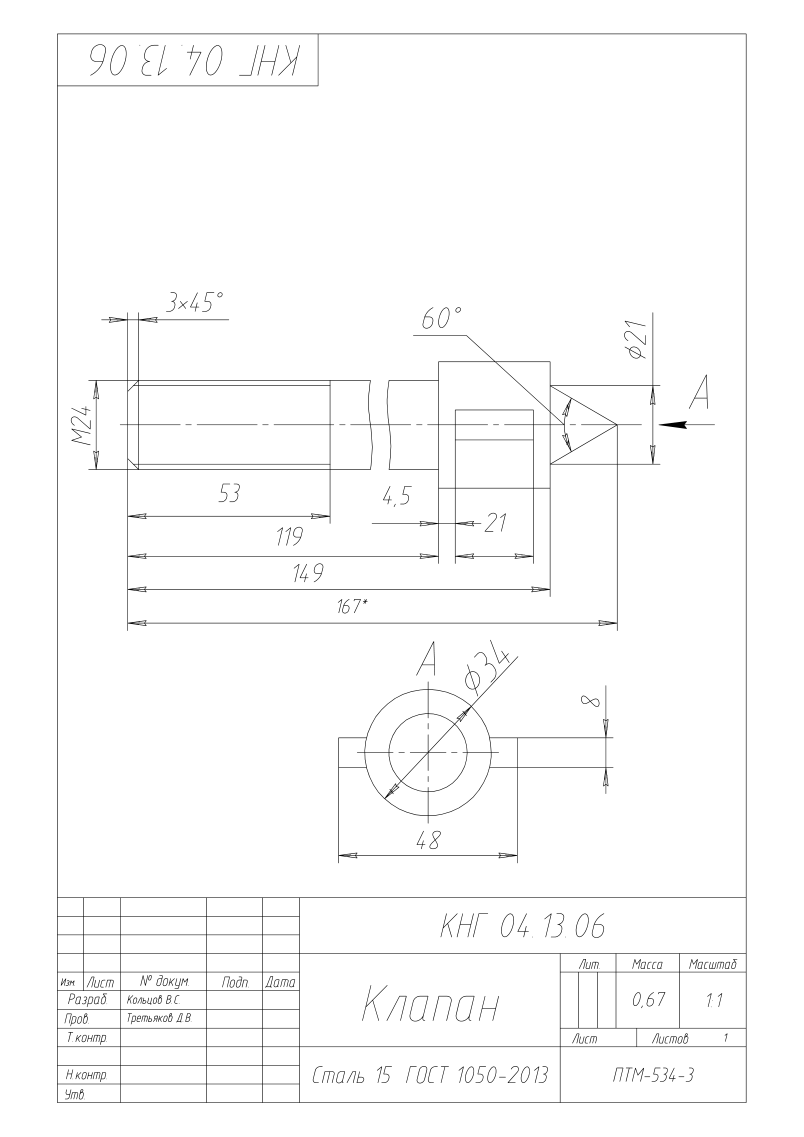 КНГ 04.13.06
3×45°
60°
ϕ21
А
М24
53
4,5
21
119
149
167*
А
ϕ34
8
48
КНГ 04.13.06
Лит. Масса Масштаб
Изм. Лист № докум. Подп. Дата
Разраб. Кольцов В.С.
Клапан
0,67 1:1
Пров. Третьяков Д.В.
Т.контр.
Лист Листов 1
Н.контр.
Сталь 15 ГОСТ 1050-2013
ПТМ-534-3
Утв.